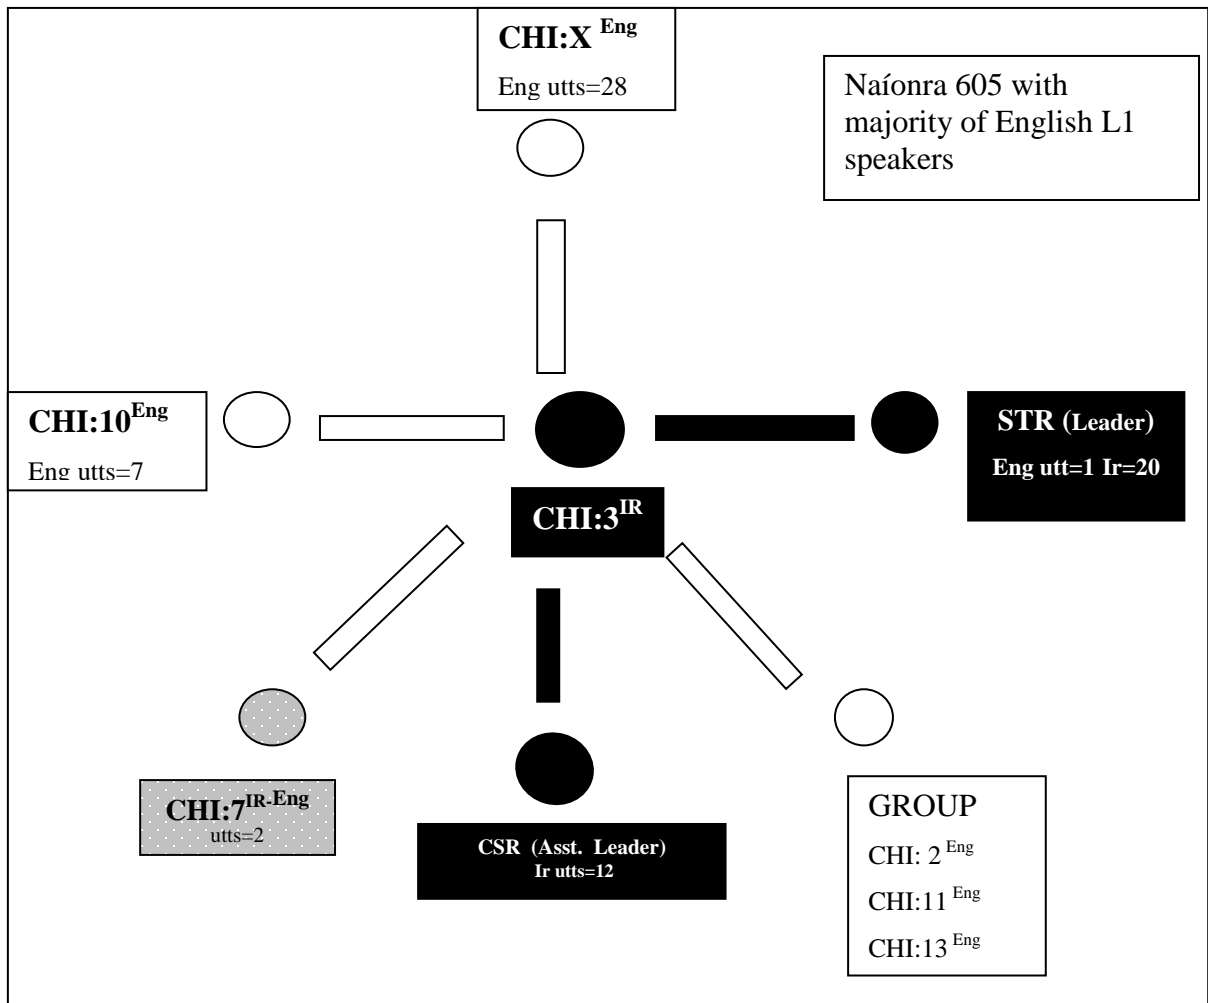 CHI:X Eng
Eng utts=28
Naíonra 605 with
majority of English L1
speakers
CHI:10Eng
Eng utts=7
STR (Leader)
Eng utt=1 Ir=20
CHI:3IR
CHI:7IR-Eng
utts=2
CSR (Asst. Leader)
Ir utts=12
GROUP
CHI: 2 Eng
CHI:11 Eng
CHI:13 Eng